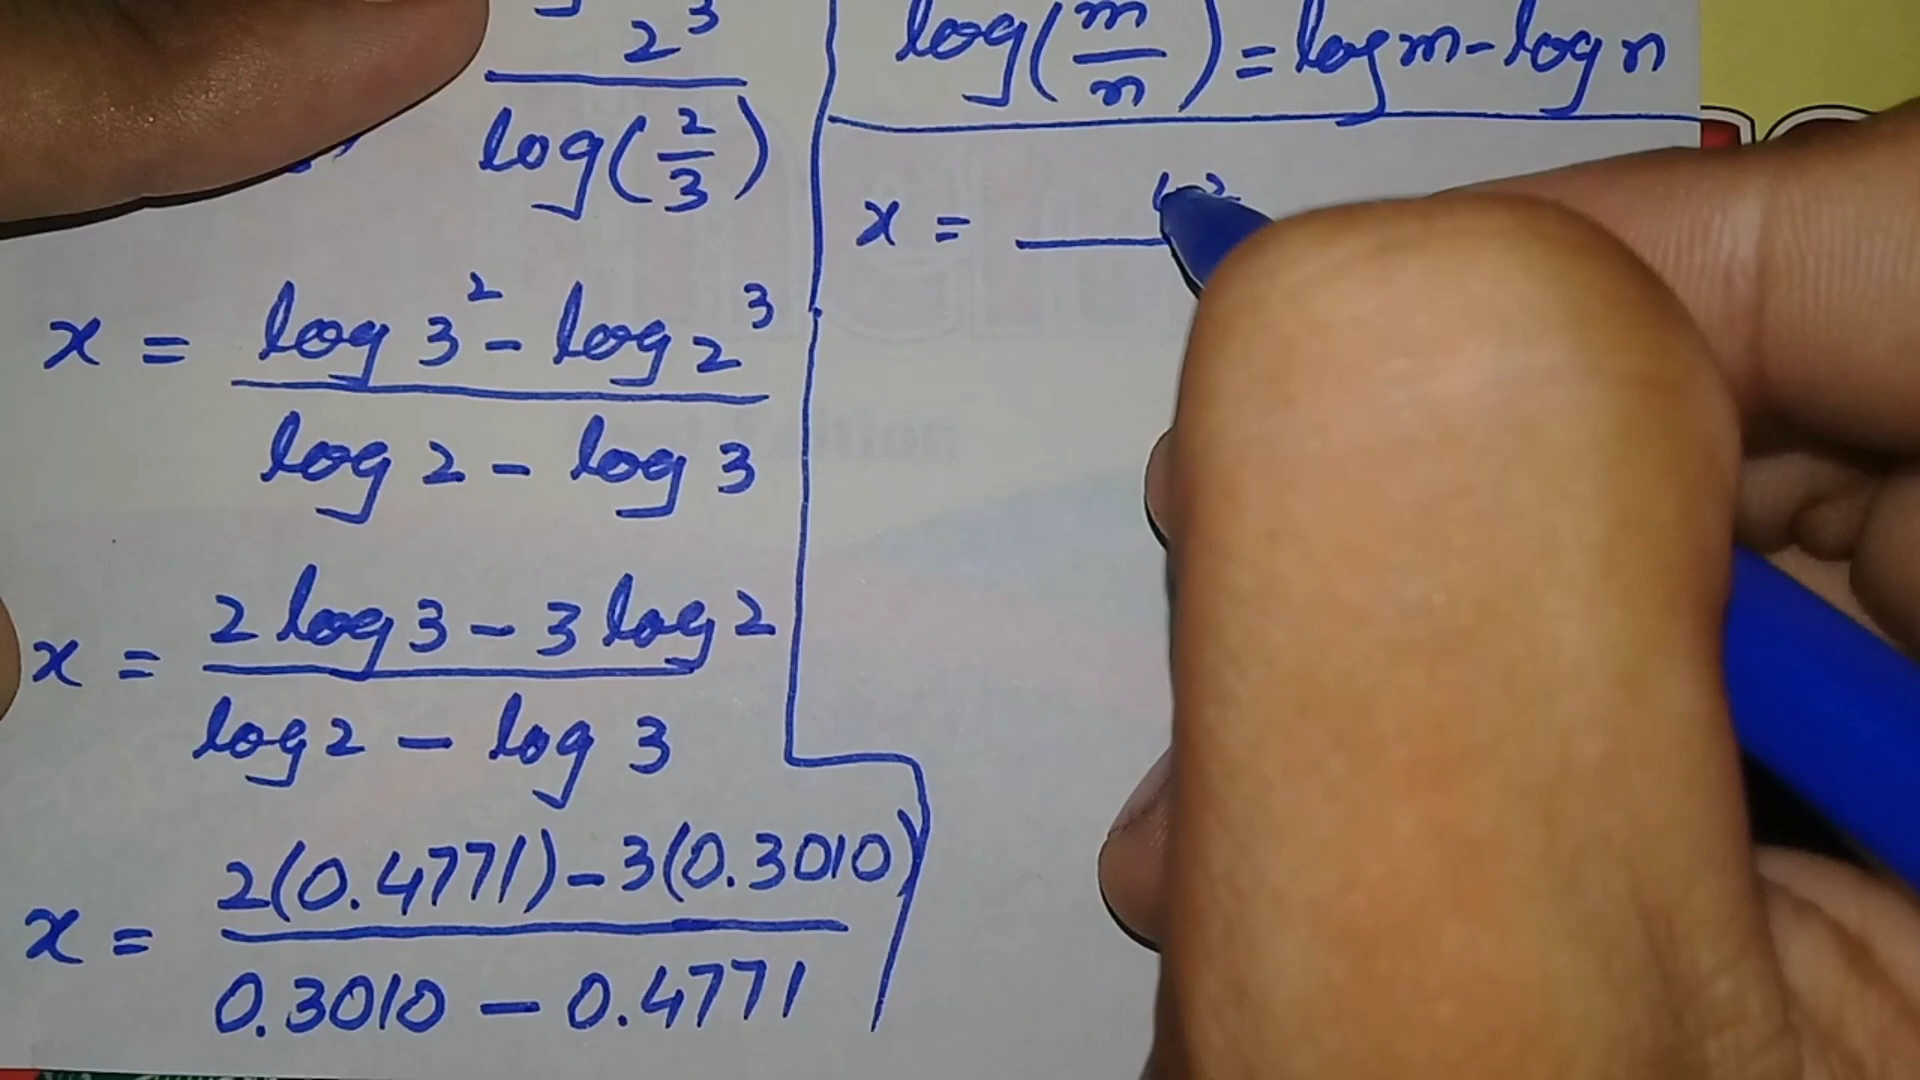 2³
log(2/3)
x = (log 3² - log 2³)/(log 2 - log 3)
x = (2 log 3 - 3 log 2)/(log 2 - log 3)
x = (2(0.4771) - 3(0.3010))/(0.3010 - 0.4771)
log(m/n) = log m - log n
x =